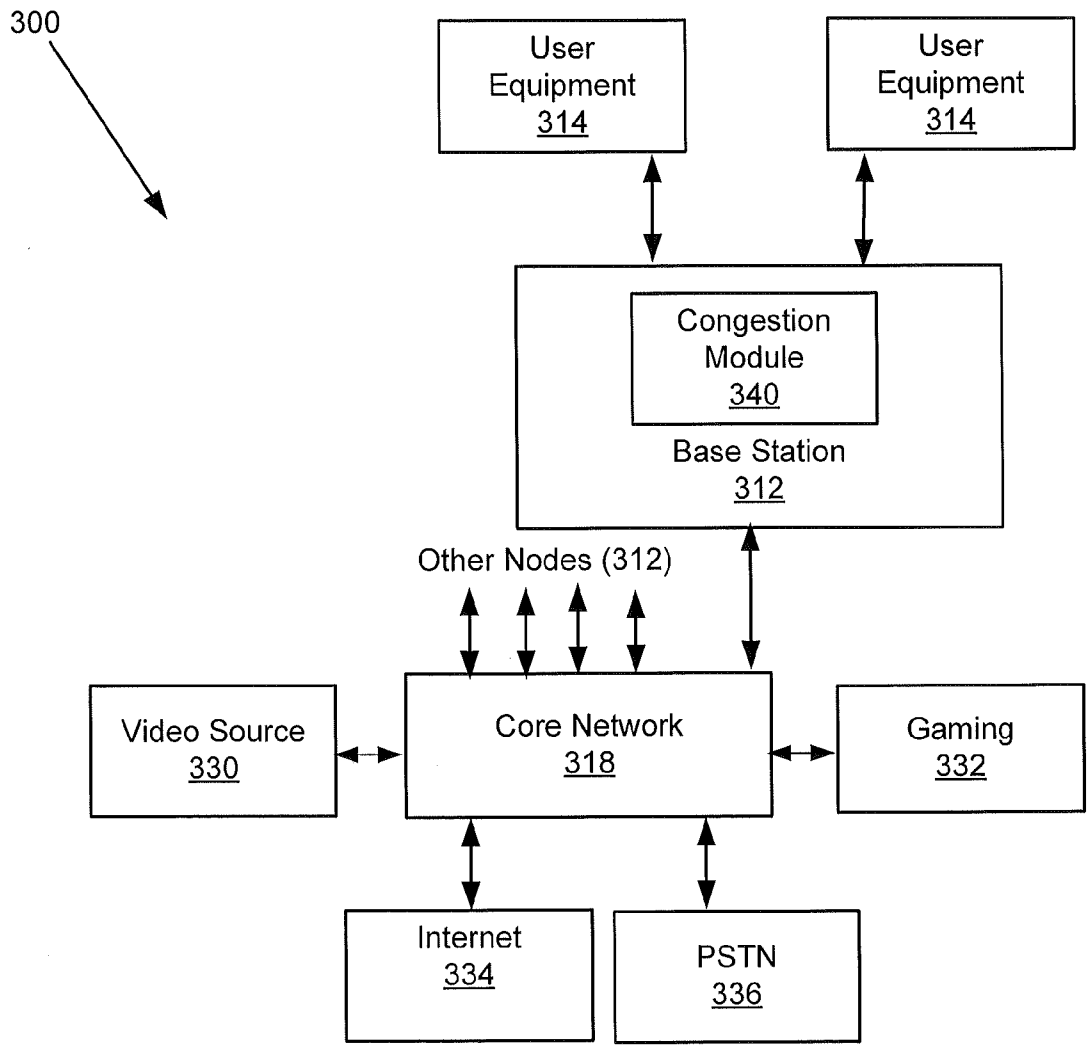 300
User
Equipment
314
User
Equipment
314
Congestion
Module
340
Base Station
312
Other Nodes (312)
Video Source
330
Core Network
318
Gaming
332
Internet
334
PSTN
336